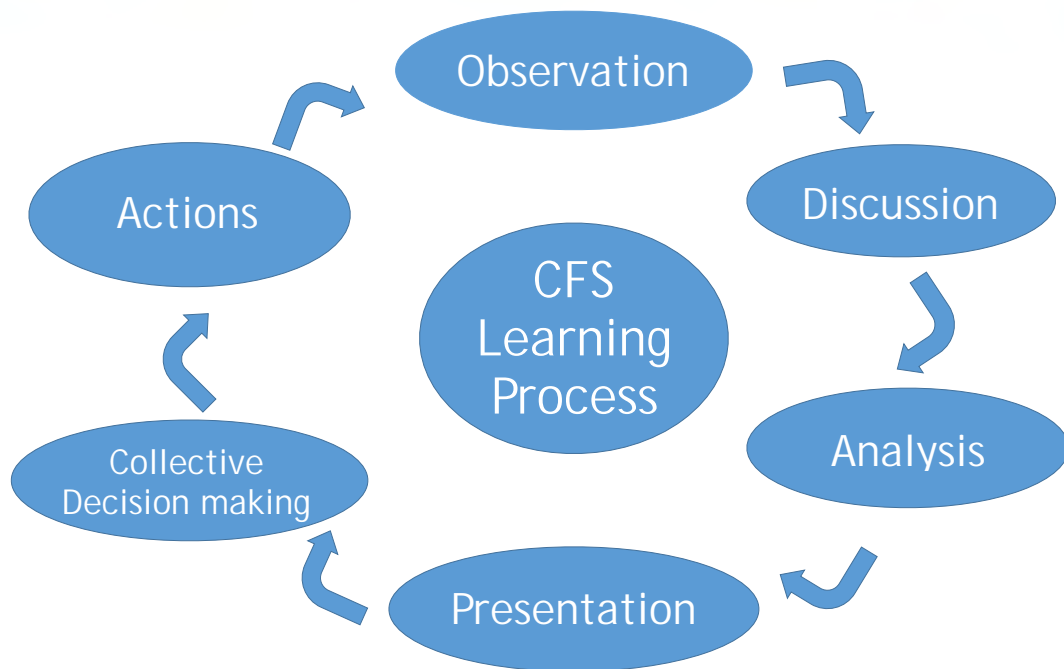 Observation
Discussion
Analysis
Presentation
Collective
Decision making
Actions
CFS
Learning
Process